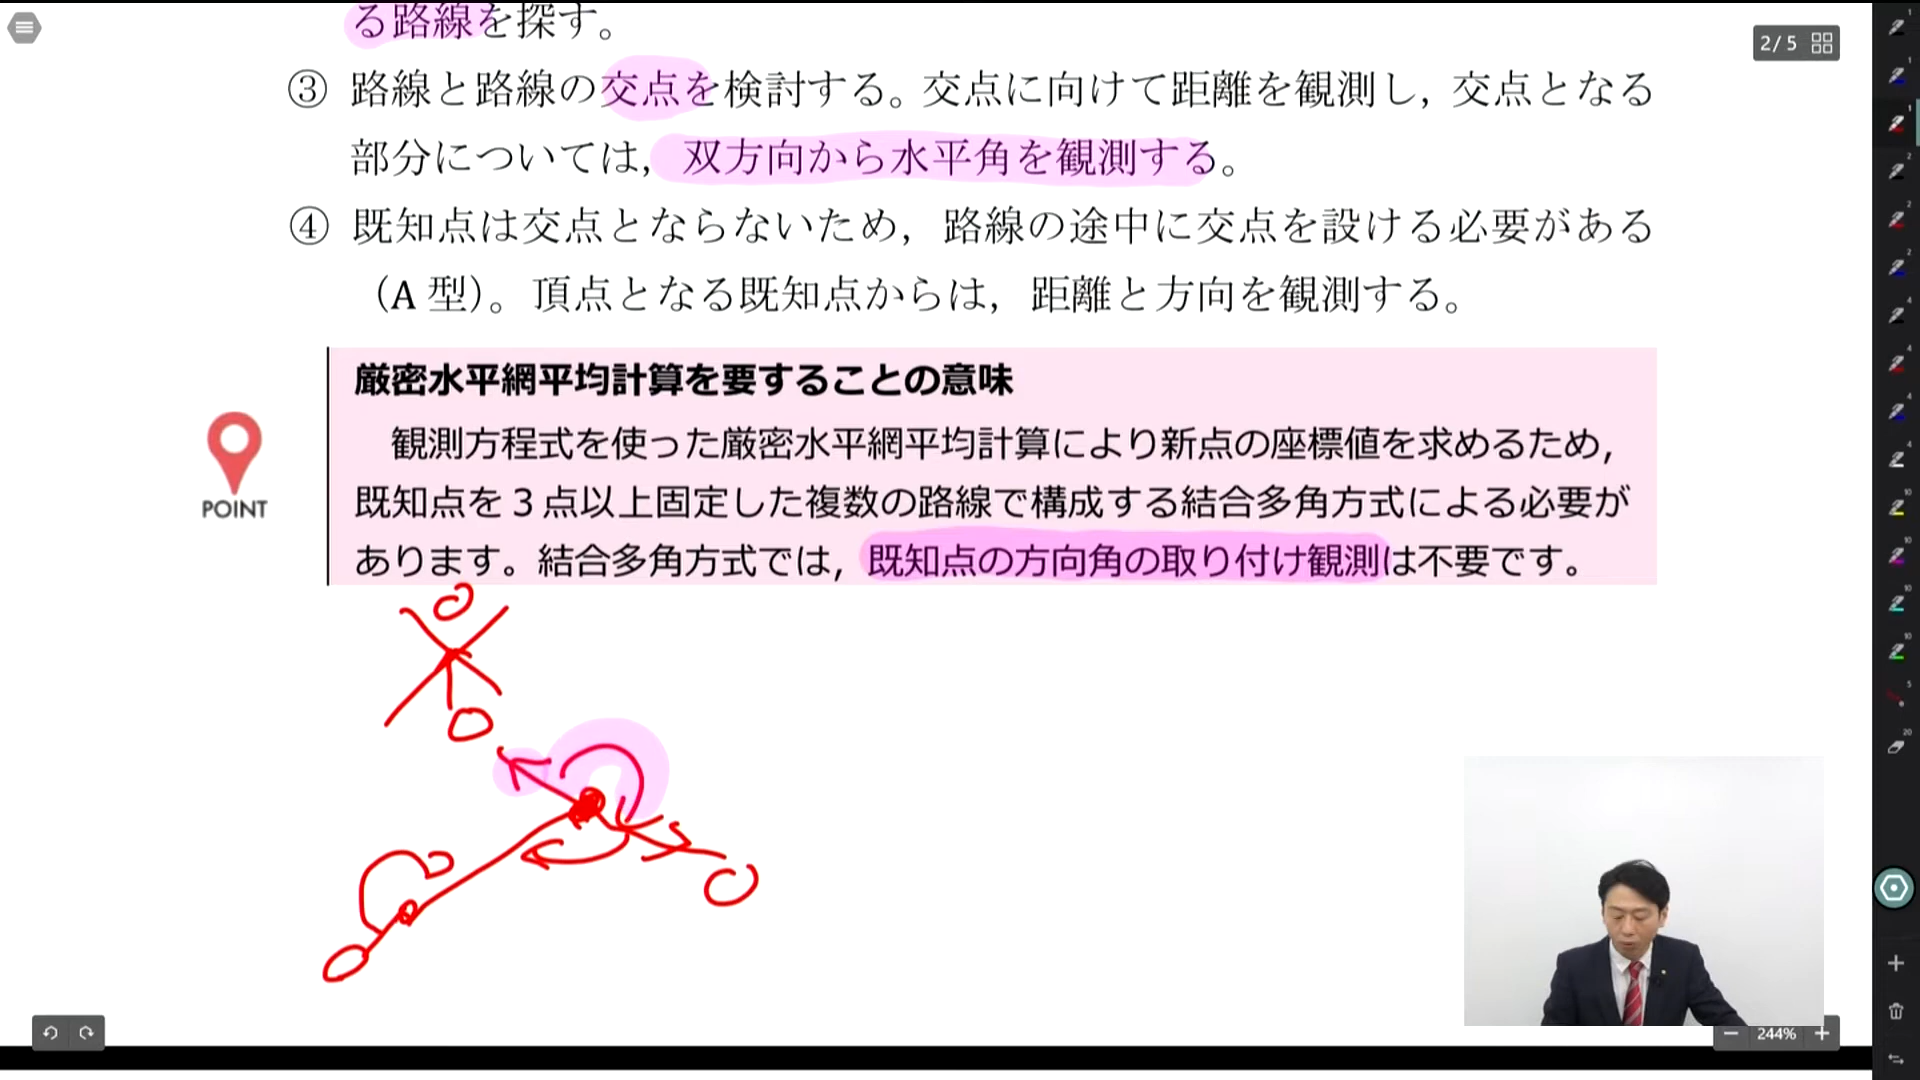 る路線を探す。
2/5
③ 路線と路線の交点を検討する。交点に向けて距離を観測し，交点となる
部分については，双方向から水平角を観測する。
④ 既知点は交点とならないため，路線の途中に交点を設ける必要がある
（A 型）。頂点となる既知点からは，距離と方向を観測する。
厳密水平網平均計算を要することの意味
観測方程式を使った厳密水平網平均計算により新点の座標値を求めるため，
既知点を３点以上固定した複数の路線で構成する結合多角方式による必要が
あります。結合多角方式では，既知点の方向角の取り付け観測は不要です。
POINT
244%